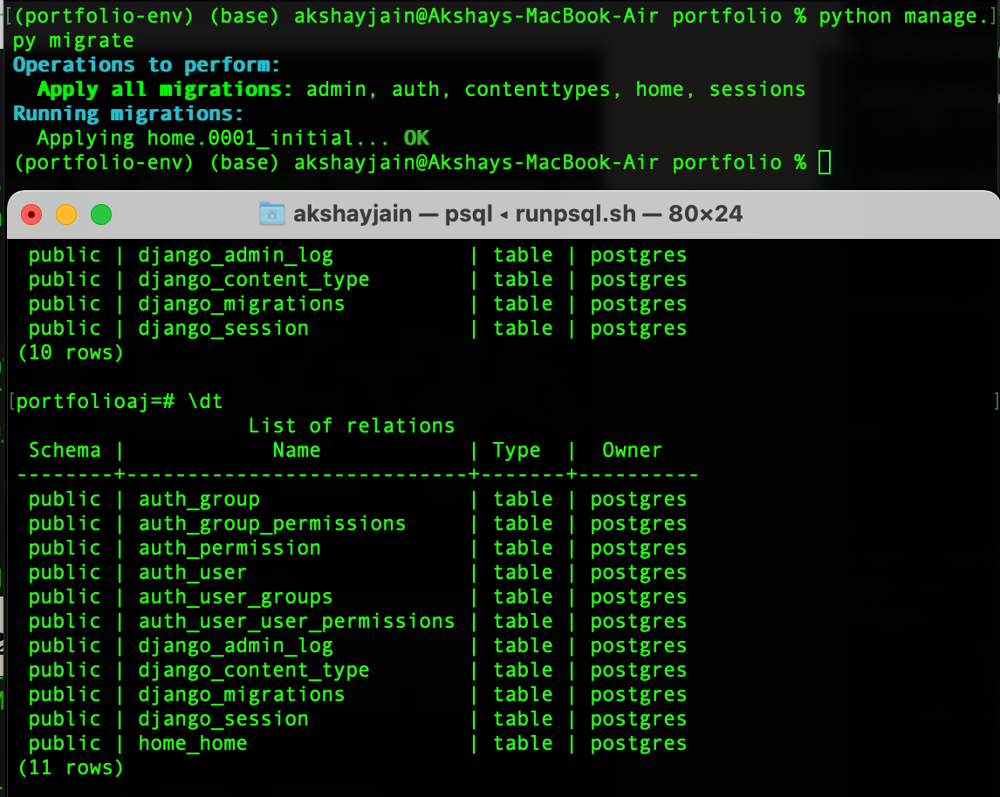 [(portfolio-env) (base) akshayjain@Akshays-MacBook-Air portfolio % python manage.]
py migrate
Operations to perform:
  Apply all migrations: admin, auth, contenttypes, home, sessions
Running migrations:
  Applying home.0001_initial... OK
(portfolio-env) (base) akshayjain@Akshays-MacBook-Air portfolio %
akshayjain — psql ◂ runpsql.sh — 80×24
 public | django_admin_log           | table | postgres
 public | django_content_type        | table | postgres
 public | django_migrations          | table | postgres
 public | django_session             | table | postgres
(10 rows)
[portfolioaj=# \dt ]
                   List of relations
 Schema |            Name            | Type  |  Owner
--------+----------------------------+-------+----------
 public | auth_group                 | table | postgres
 public | auth_group_permissions     | table | postgres
 public | auth_permission            | table | postgres
 public | auth_user                  | table | postgres
 public | auth_user_groups           | table | postgres
 public | auth_user_user_permissions | table | postgres
 public | django_admin_log           | table | postgres
 public | django_content_type        | table | postgres
 public | django_migrations          | table | postgres
 public | django_session             | table | postgres
 public | home_home                  | table | postgres
(11 rows)